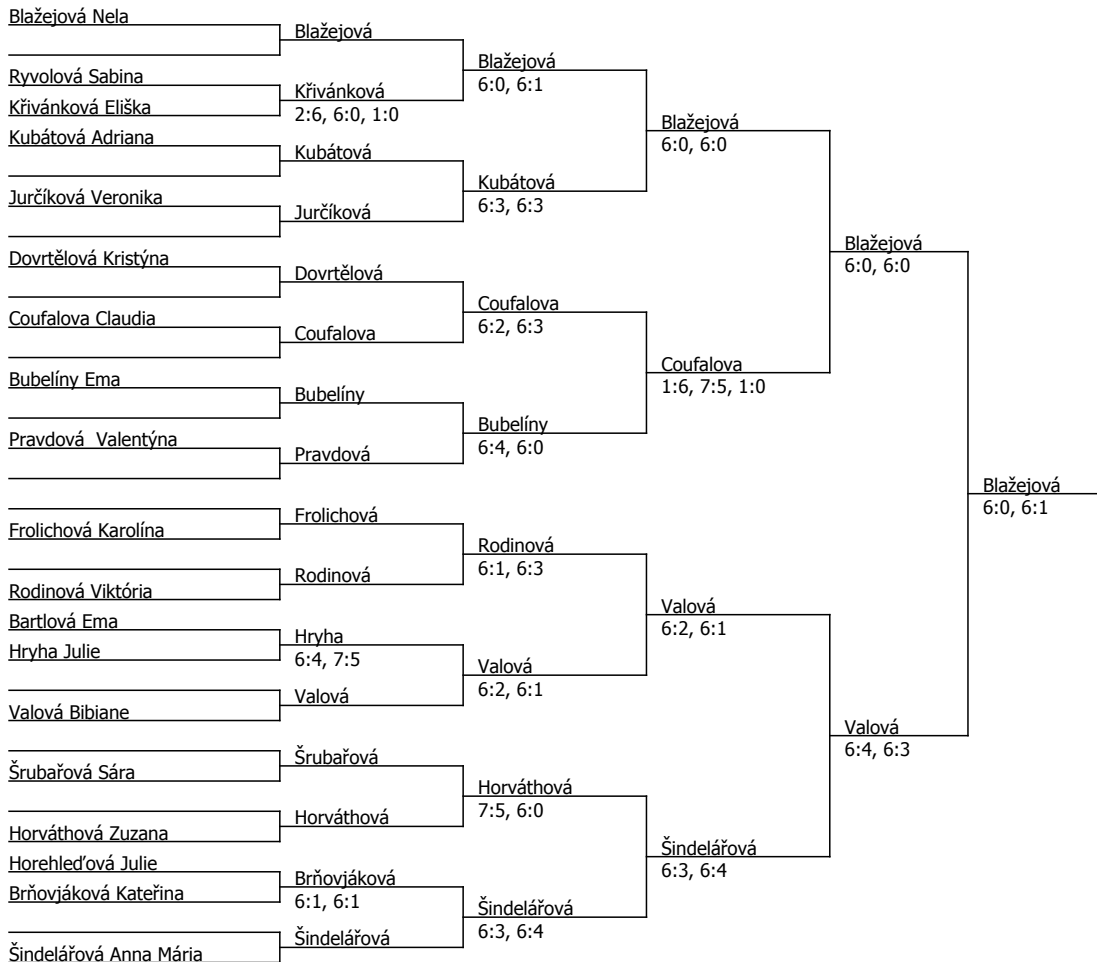 Blažejová Nela
Blažejová
Ryvolová Sabina
Křivánková Eliška
Křivánková
2:6, 6:0, 1:0
Blažejová
6:0, 6:1
Kubátová Adriana
Kubátová
Jurčíková Veronika
Jurčíková
Kubátová
6:3, 6:3
Blažejová
6:0, 6:0
Dovrtělová Kristýna
Dovrtělová
Coufalova Claudia
Coufalova
Coufalova
6:2, 6:3
Bubelíny Ema
Bubelíny
Pravdová  Valentýna
Pravdová
Bubelíny
6:4, 6:0
Coufalova
1:6, 7:5, 1:0
Blažejová
6:0, 6:0
Frolichová Karolína
Frolichová
Rodinová Viktória
Rodinová
Rodinová
6:1, 6:3
Bartlová Ema
Hryha Julie
Hryha
6:4, 7:5
Valová Bibiane
Valová
Valová
6:2, 6:1
Valová
6:2, 6:1
Šrubařová Sára
Šrubařová
Horváthová Zuzana
Horváthová
Horváthová
7:5, 6:0
Horehleďová Julie
Brňovjáková Kateřina
Brňovjáková
6:1, 6:1
Šindelářová Anna Mária
Šindelářová
Šindelářová
6:3, 6:4
Šindelářová
6:3, 6:4
Valová
6:4, 6:3
Blažejová
6:0, 6:1